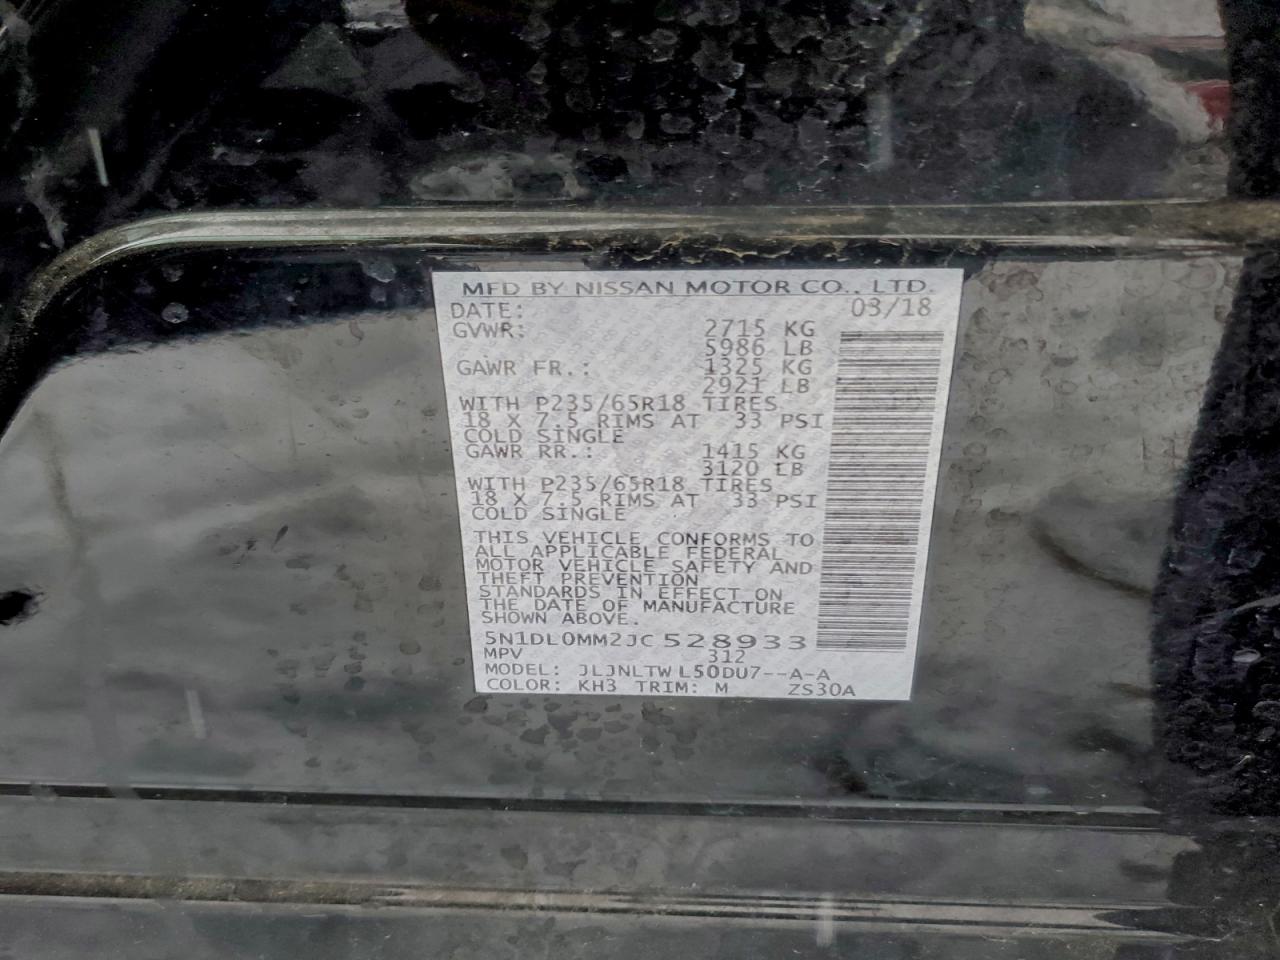 MFD BY NISSAN MOTOR CO., LTD.
DATE: 03/18
GVWR: 2715 KG
5986 LB
GAWR FR.: 1325 KG
2921 LB
WITH P235/65R18 TIRES
18 X 7.5 RIMS AT 33 PSI
COLD SINGLE
GAWR RR.: 1415 KG
3120 LB
WITH P235/65R18 TIRES
18 X 7.5 RIMS AT 33 PSI
COLD SINGLE
THIS VEHICLE CONFORMS TO
ALL APPLICABLE FEDERAL
MOTOR VEHICLE SAFETY AND
THEFT PREVENTION
STANDARDS IN EFFECT ON
THE DATE OF MANUFACTURE
SHOWN ABOVE.
5N1DL0MM2JC528933
MPV 312
MODEL: JLJNLTWL50DU7--A-A
COLOR: KH3 TRIM: M ZS30A